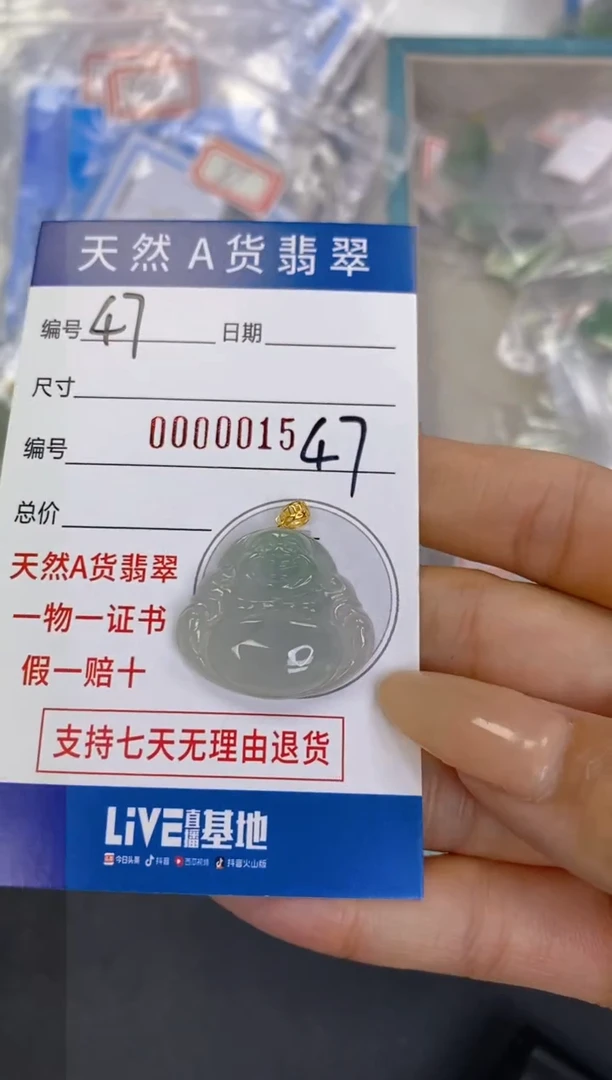 天然A货翡翠
编号 47 日期
尺寸
编号 000001547
总价
天然A货翡翠
一物一证书
假一赔十
支持七天无理由退货
LiVE直播基地
今日头条 抖音 西瓜视频 抖音火山版